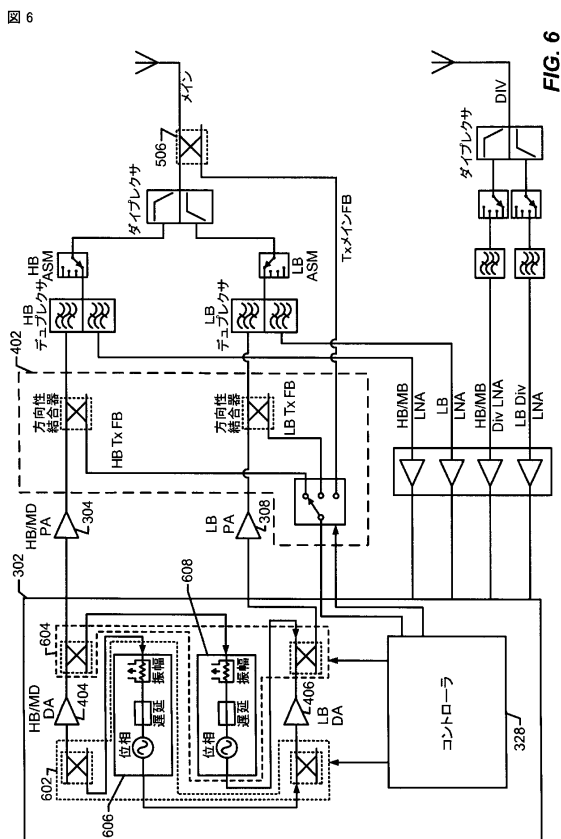 図 6
FIG. 6
メイン
506
ダイプレクサ
HB
ASM
LB
ASM
HB
デュプレクサ
LB
デュプレクサ
TxメインFB
DIV
ダイプレクサ
402
方向性
結合器
HB Tx FB
方向性
結合器
LB Tx FB
HB/MB
LNA
LB
LNA
HB/MB
Div LNA
LB Div
LNA
HB/MD
PA
304
LB
PA
308
302
604
608
HB/MD
DA
404
振幅
遅延
位相
振幅
遅延
位相
406
LB
DA
602
606
コントローラ
328